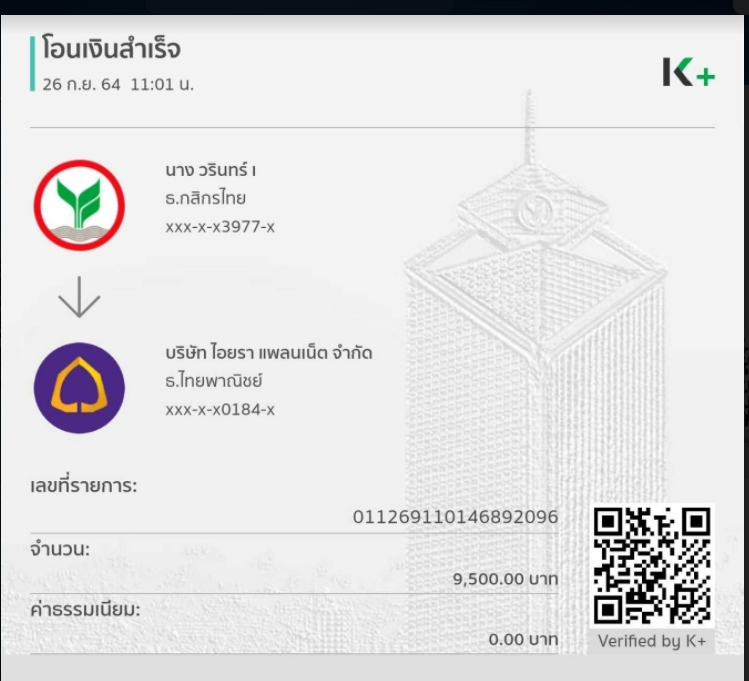 โอนเงินสำเร็จ
26 ก.ย. 64 11:01 น.
K+
นาง วรินทร์ เ
ธ.กสิกรไทย
xxx-x-x3977-x
บริษัท ไอยรา แพลนเน็ต จำกัด
ธ.ไทยพาณิชย์
xxx-x-x0184-x
เลขที่รายการ:
011269110146892096
จำนวน:
9,500.00 บาท
ค่าธรรมเนียม:
0.00 บาท
Verified by K+